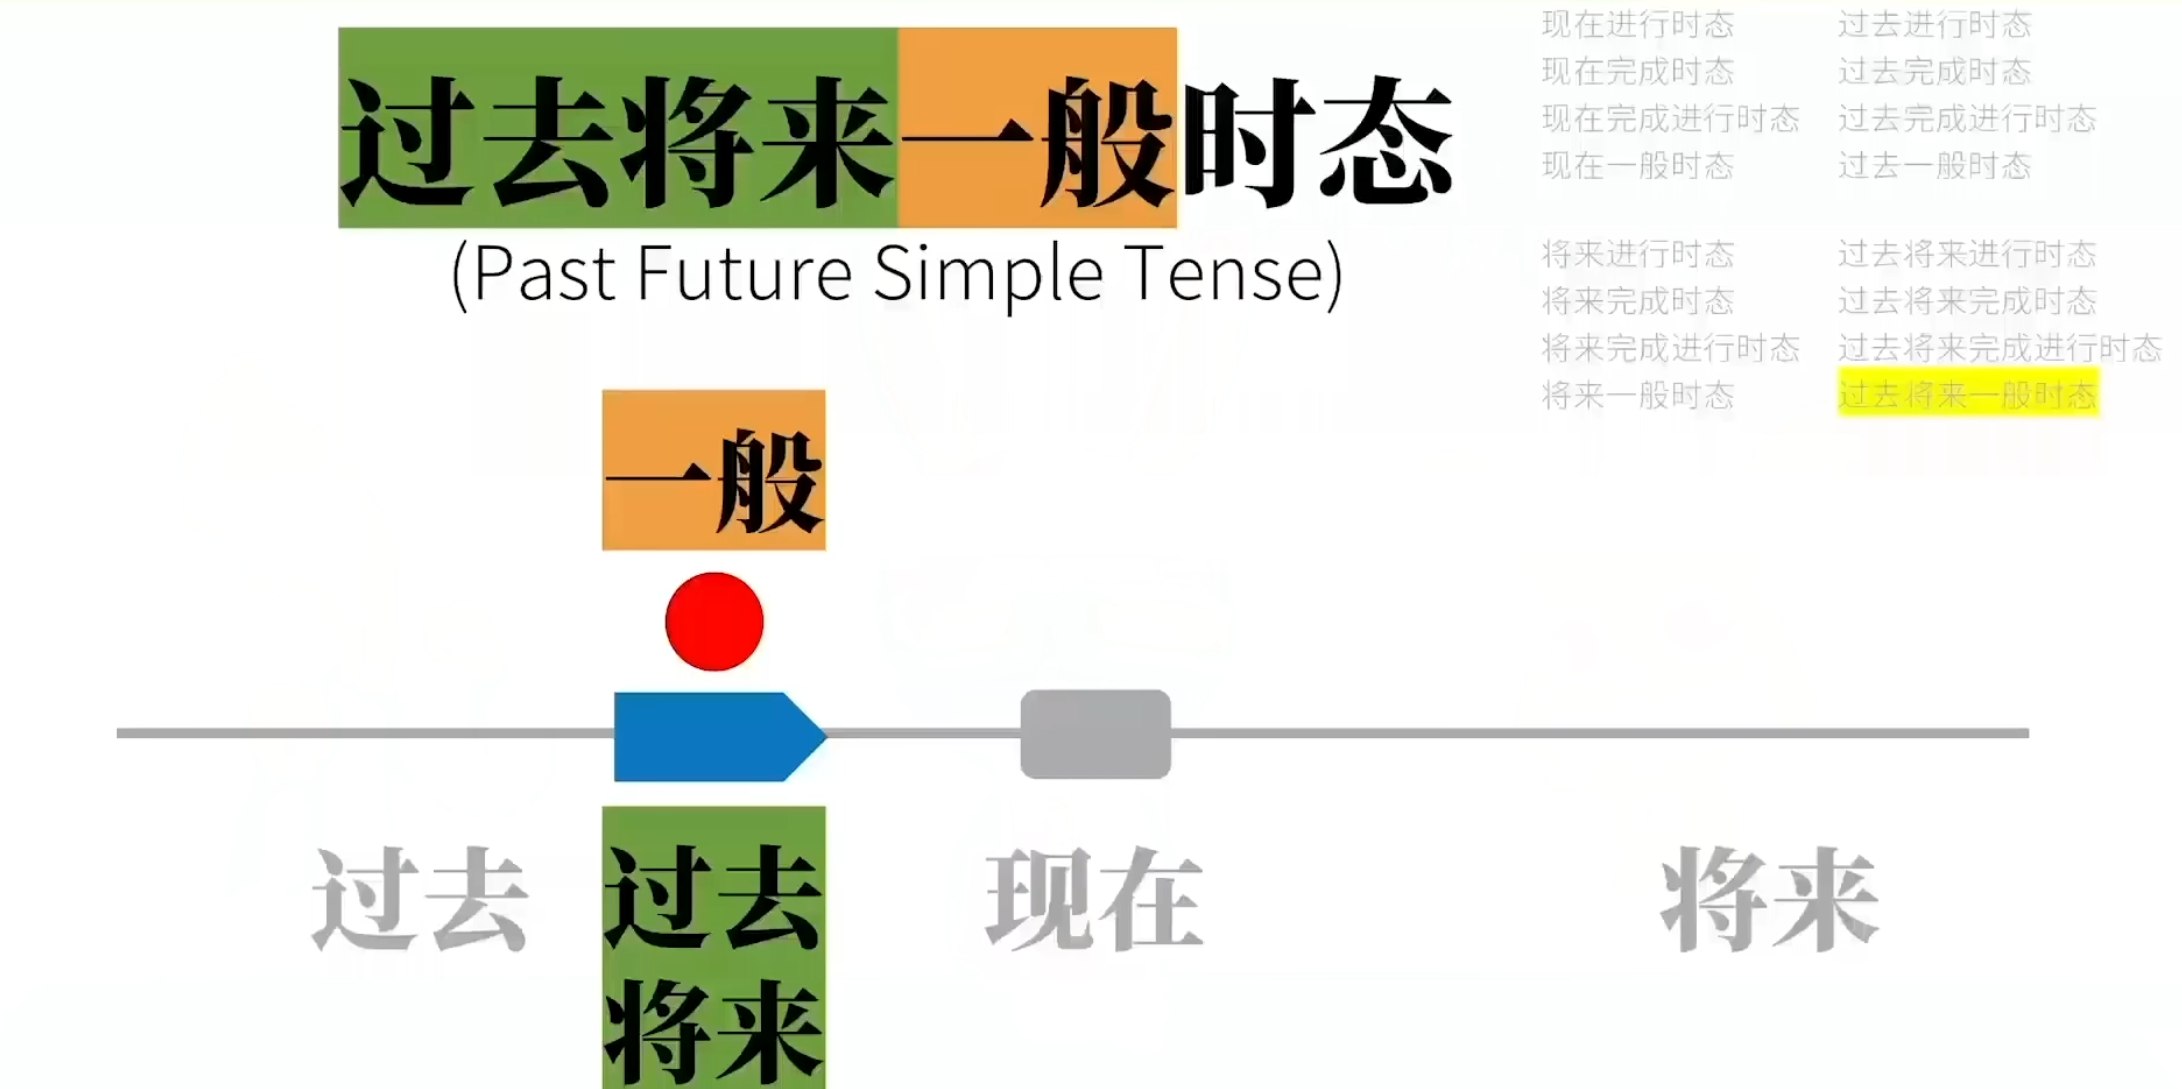 过去将来一般时态
(Past Future Simple Tense)
现在进行时态 过去进行时态
现在完成时态 过去完成时态
现在完成进行时态 过去完成进行时态
现在一般时态 过去一般时态
将来进行时态 过去将来进行时态
将来完成时态 过去将来完成时态
将来完成进行时态 过去将来完成进行时态
将来一般时态 过去将来一般时态
一般
过去
过去
将来
现在
将来